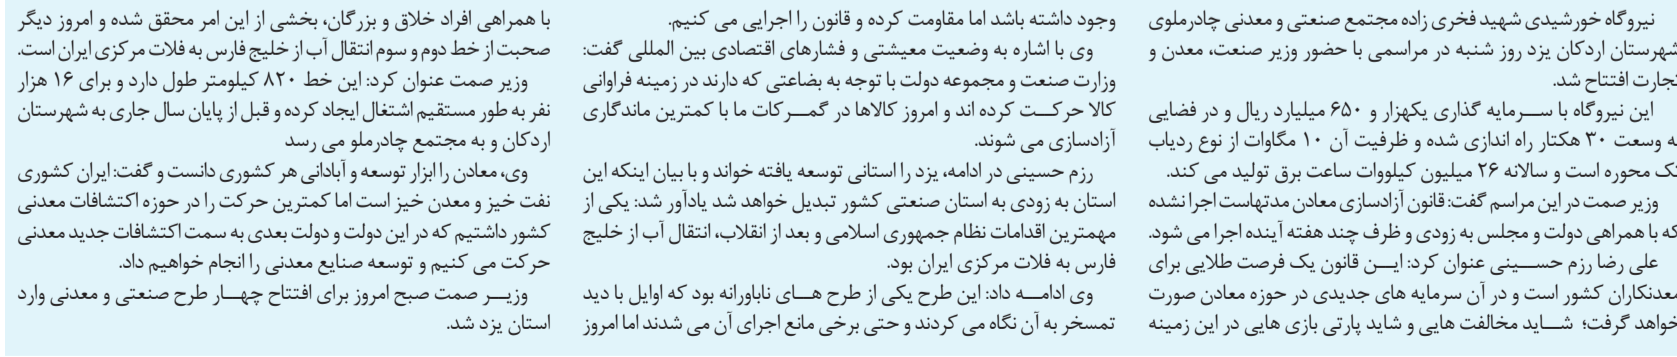 نیروگاه خورشیدی شهید فخری زاده مجتمع صنعتی و معدنی چادرملوی
شهرستان اردکان یزد روز شنبه در مراسمی با حضور وزیر صنعت، معدن و
تجارت افتتاح شد.
این نیروگاه با ســرمایه گذاری یکهزار و ۶۵۰ میلیارد ریال و در فضایی
به وسعت ۳۰ هکتار راه اندازی شده و ظرفیت آن ۱۰ مگاوات از نوع ردیاب
تک محوره است و سالانه ۲۶ میلیون کیلووات ساعت برق تولید می کند.
وزیر صمت در این مراسم گفت: قانون آزادسازی معادن مدتهاست اجرا نشده
که با همراهی دولت و مجلس به زودی و ظرف چند هفته آینده اجرا می شود.
علی رضا رزم حســینی عنوان کرد: ایــن قانون یک فرصت طلایی برای
معدنکاران کشور است و در آن سرمایه های جدیدی در حوزه معادن صورت
خواهد گرفت؛ شــاید مخالفت هایی و شاید پارتی بازی هایی در این زمینه
وجود داشته باشد اما مقاومت کرده و قانون را اجرایی می کنیم.
وی با اشاره به وضعیت معیشتی و فشارهای اقتصادی بین المللی گفت:
وزارت صنعت و مجموعه دولت با توجه به بضاعتی که دارند در زمینه فراوانی
کالا حرکــت کرده اند و امروز کالاها در گمــرکات ما با کمترین ماندگاری
آزادسازی می شوند.
رزم حسینی در ادامه، یزد را استانی توسعه یافته خواند و با بیان اینکه این
استان به زودی به استان صنعتی کشور تبدیل خواهد شد یادآور شد: یکی از
مهمترین اقدامات نظام جمهوری اسلامی و بعد از انقلاب، انتقال آب از خلیج
فارس به فلات مرکزی ایران بود.
وی ادامــه داد: این طرح یکی از طرح هــای ناباورانه بود که اوایل با دید
تمسخر به آن نگاه می کردند و حتی برخی مانع اجرای آن می شدند اما امروز
با همراهی افراد خلاق و بزرگان، بخشی از این امر محقق شده و امروز دیگر
صحبت از خط دوم و سوم انتقال آب از خلیج فارس به فلات مرکزی ایران است.
وزیر صمت عنوان کرد: این خط ۸۲۰ کیلومتر طول دارد و برای ۱۶ هزار
نفر به طور مستقیم اشتغال ایجاد کرده و قبل از پایان سال جاری به شهرستان
اردکان و به مجتمع چادرملو می رسد
وی، معادن را ابزار توسعه و آبادانی هر کشوری دانست و گفت: ایران کشوری
نفت خیز و معدن خیز است اما کمترین حرکت را در حوزه اکتشافات معدنی
کشور داشتیم که در این دولت و دولت بعدی به سمت اکتشافات جدید معدنی
حرکت می کنیم و توسعه صنایع معدنی را انجام خواهیم داد.
وزیــر صمت صبح امروز برای افتتاح چهــار طرح صنعتی و معدنی وارد
استان یزد شد.